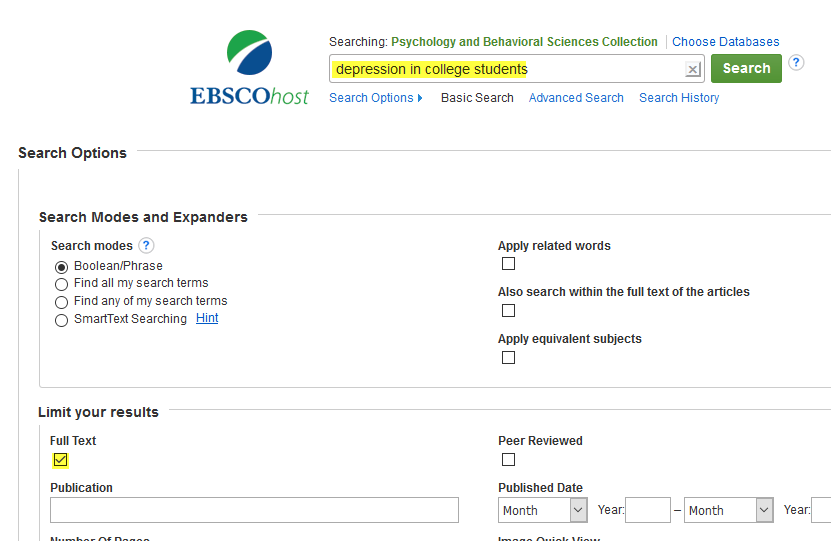 Searching: Psychology and Behavioral Sciences Collection Choose Databases
depression in college students
Search
?
EBSCOhost
Search Options Basic Search Advanced Search Search History
Search Options
Search Modes and Expanders
Search modes ?
Boolean/Phrase
Find all my search terms
Find any of my search terms
SmartText Searching Hint
Apply related words
Also search within the full text of the articles
Apply equivalent subjects
Limit your results
Full Text
Peer Reviewed
Publication
Published Date
Month Year: – Month Year:
Number Of Pages
Image Quick View